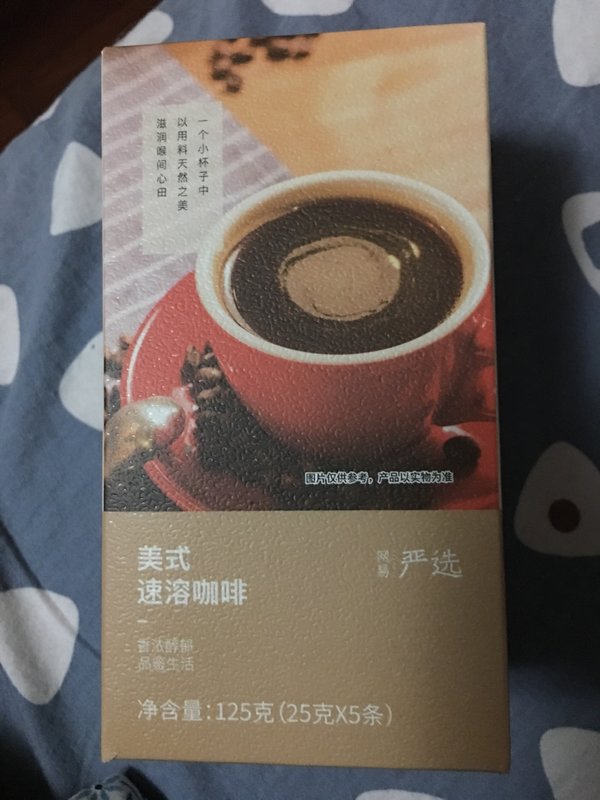 一个小杯子中
以用料天然之美
滋润喉间心田
图片仅供参考，产品以实物为准
美式
速溶咖啡
网易 严选
香浓醇郁
品鉴生活
净含量：125克（25克X5条）